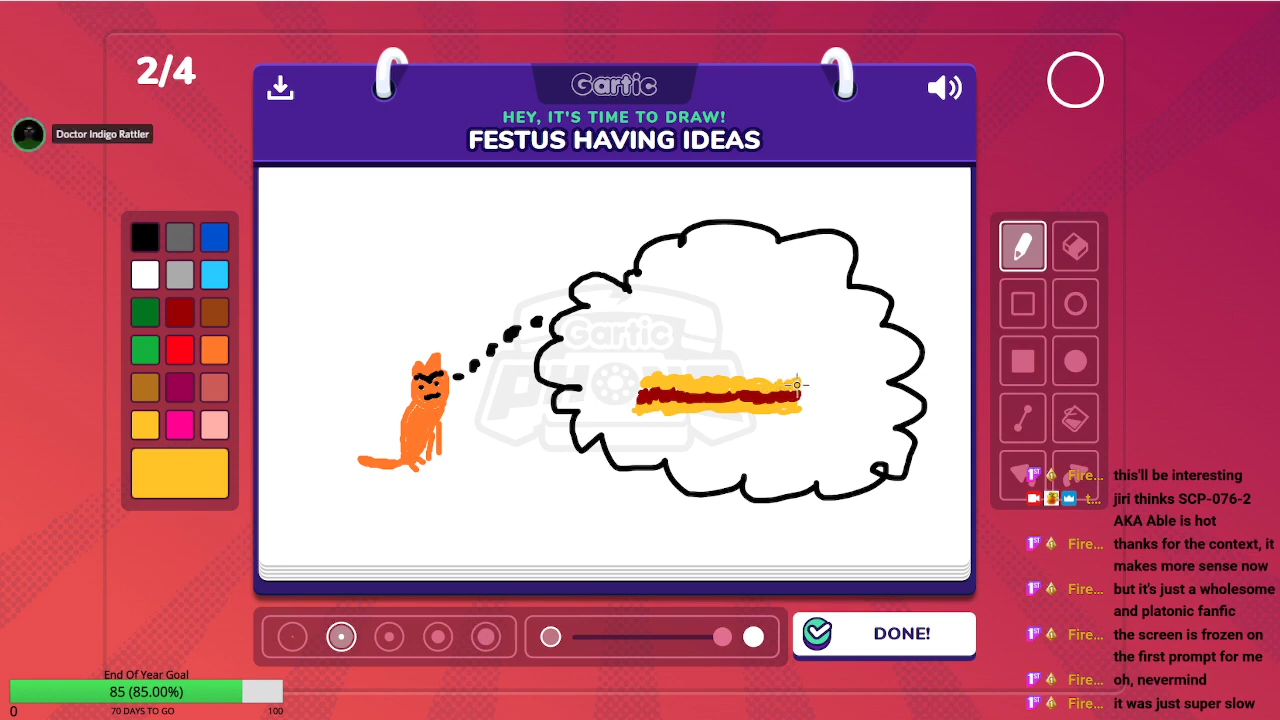 2/4
Gartic
HEY, IT'S TIME TO DRAW!
FESTUS HAVING IDEAS
Doctor Indigo Rattler
Gartic
PHONE
Fire... this'll be interesting
t... jiri thinks SCP-076-2
AKA Able is hot
Fire... thanks for the context, it
makes more sense now
Fire... but it's just a wholesome
and platonic fanfic
Fire... the screen is frozen on
the first prompt for me
Fire... oh, nevermind
Fire... it was just super slow
DONE!
End Of Year Goal
85 (85.00%)
0 70 DAYS TO GO 100